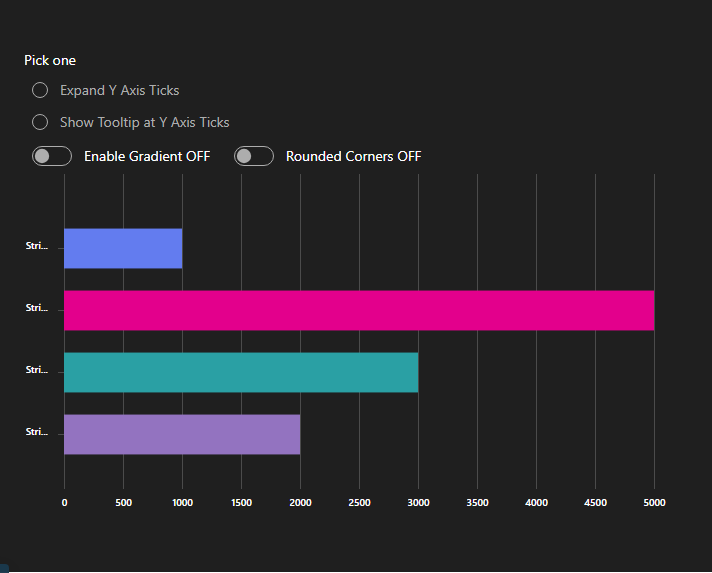 Pick one
Expand Y Axis Ticks
Show Tooltip at Y Axis Ticks
Enable Gradient OFF Rounded Corners OFF
Stri...
Stri...
Stri...
Stri...
0 500 1000 1500 2000 2500 3000 3500 4000 4500 5000